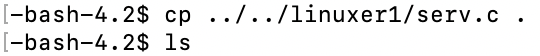 [-bash-4.2$ cp ../../linuxer1/serv.c .
[-bash-4.2$ ls